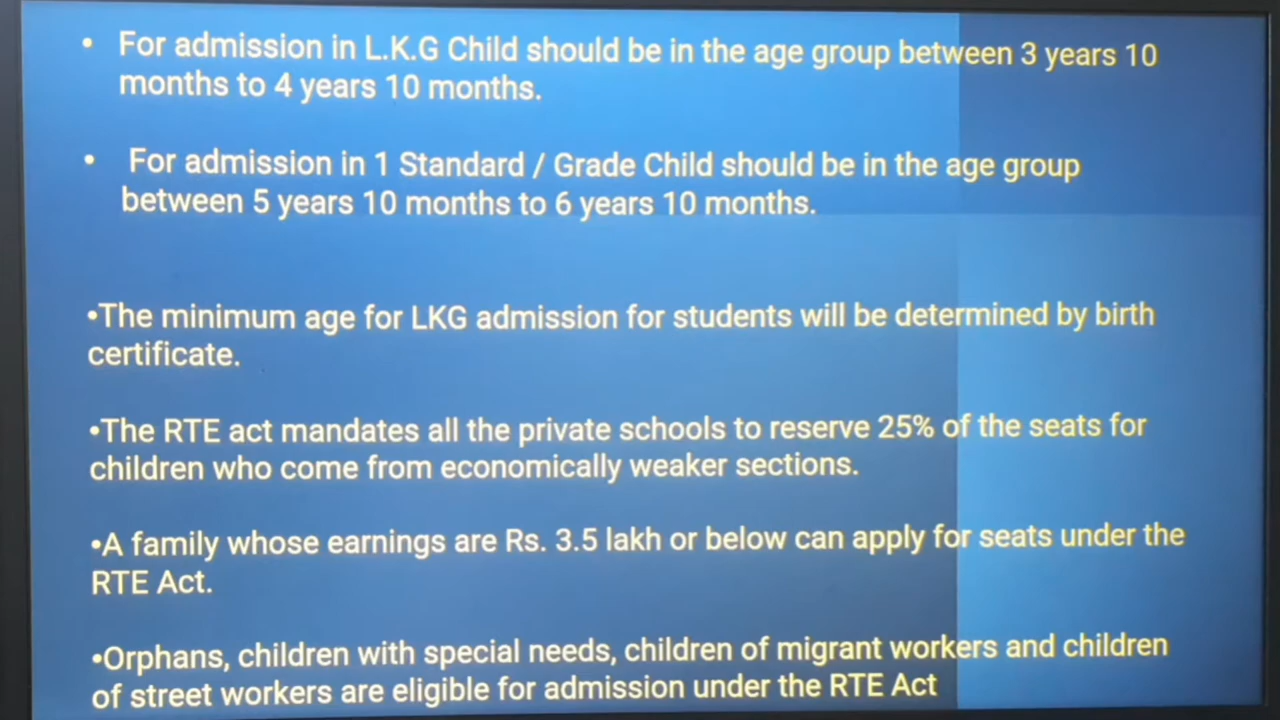 • For admission in L.K.G Child should be in the age group between 3 years 10
months to 4 years 10 months.
• For admission in 1 Standard / Grade Child should be in the age group
between 5 years 10 months to 6 years 10 months.
•The minimum age for LKG admission for students will be determined by birth
certificate.
•The RTE act mandates all the private schools to reserve 25% of the seats for
children who come from economically weaker sections.
•A family whose earnings are Rs. 3.5 lakh or below can apply for seats under the
RTE Act.
•Orphans, children with special needs, children of migrant workers and children
of street workers are eligible for admission under the RTE Act